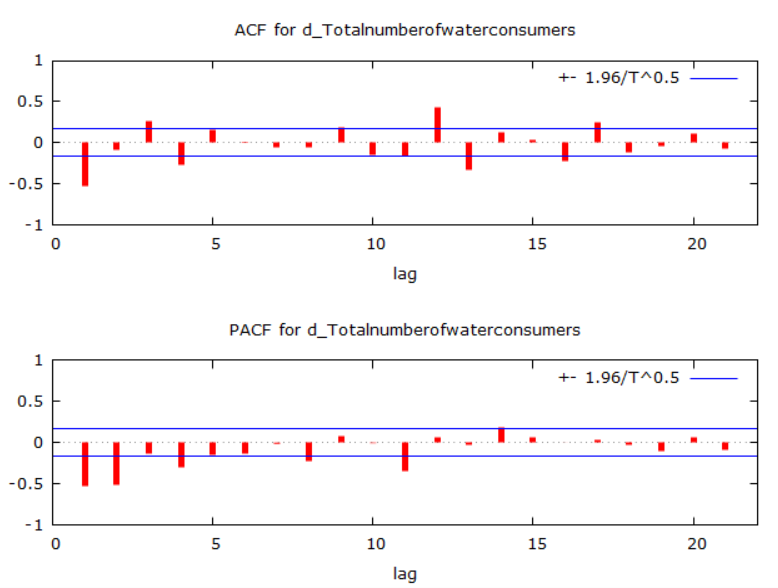 ACF for d_Totalnumberofwaterconsumers
+- 1.96/T^0.5
1
0.5
0
-0.5
-1
0 5 10 15 20
lag
PACF for d_Totalnumberofwaterconsumers
+- 1.96/T^0.5
1
0.5
0
-0.5
-1
0 5 10 15 20
lag